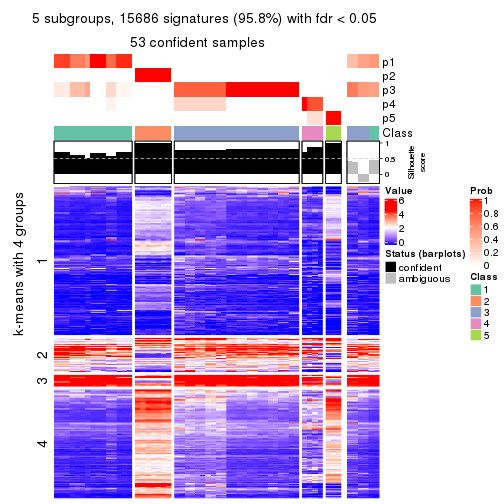 5 subgroups, 15686 signatures (95.8%) with fdr < 0.05
53 confident samples
p1
p2
p3
p4
p5
Class
1
0.5
0
Silhouette
score
k-means with 4 groups
1
2
3
4
Value
6
4
2
0
Status (barplots)
confident
ambiguous
Prob
1
0.8
0.6
0.4
0.2
0
Class
1
2
3
4
5